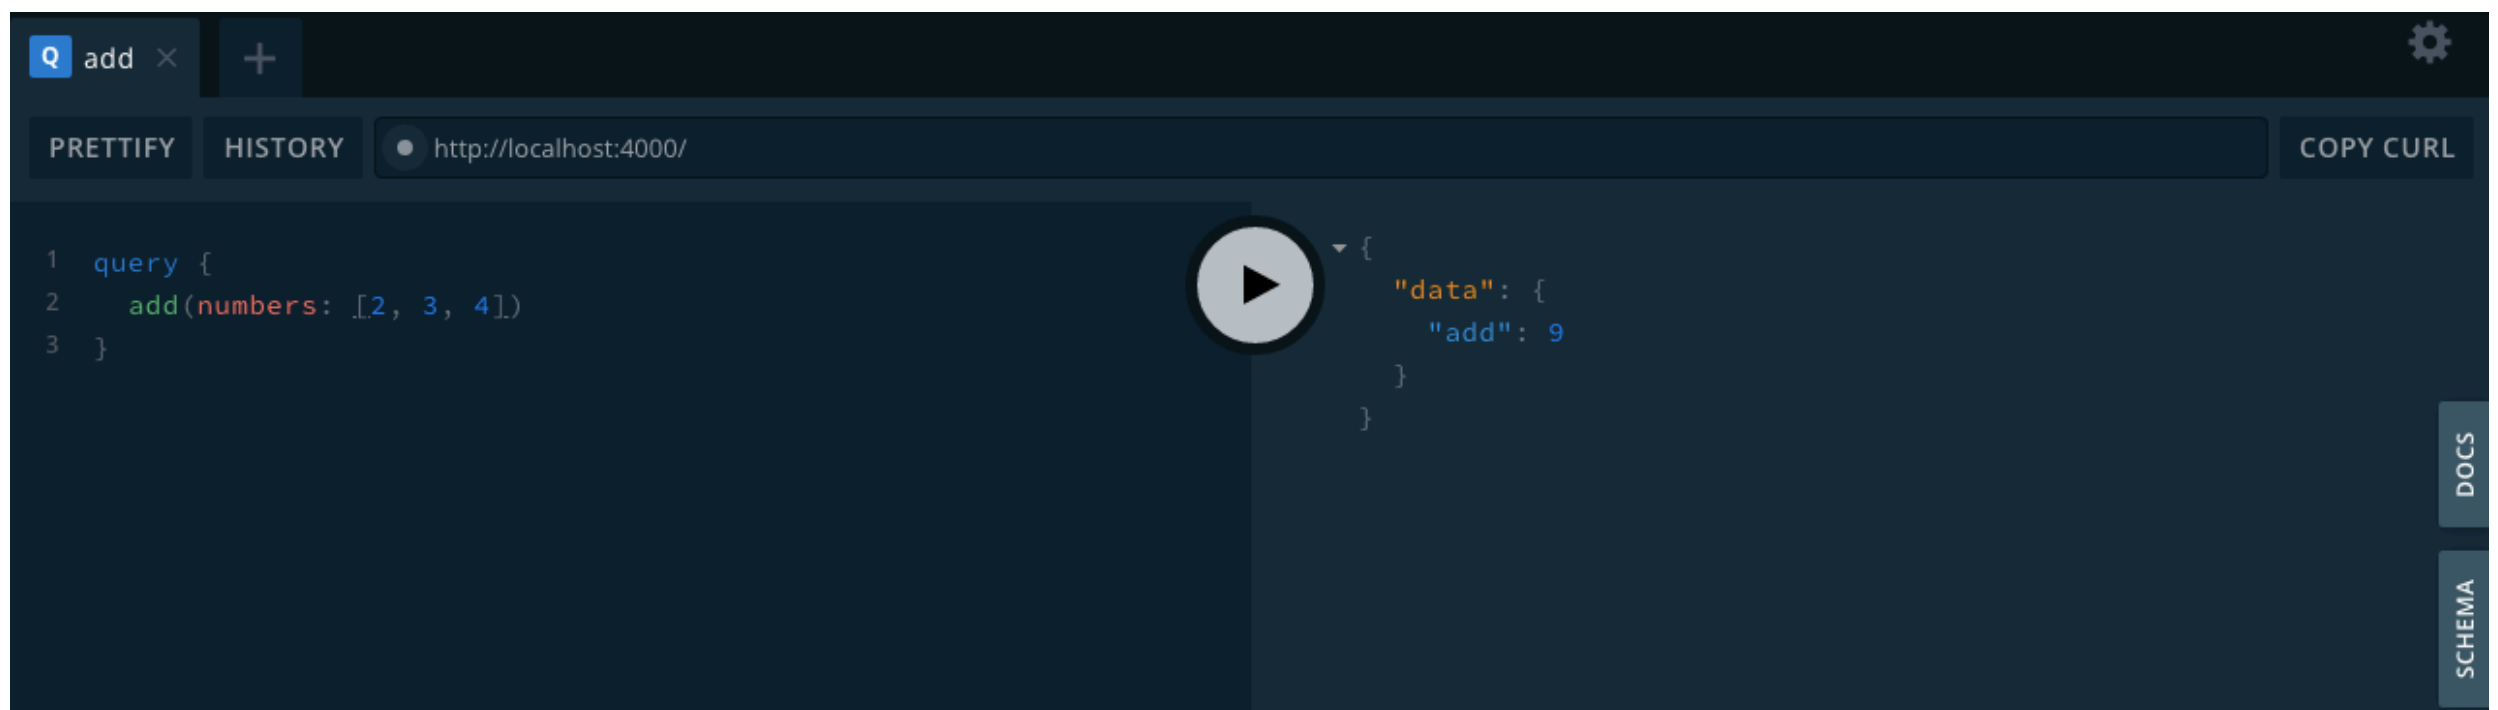 Q add × +
PRETTIFY HISTORY http://localhost:4000/ COPY CURL
1 query {
2 add(numbers: [2, 3, 4])
3 }
{
"data": {
"add": 9
}
}
DOCS
SCHEMA